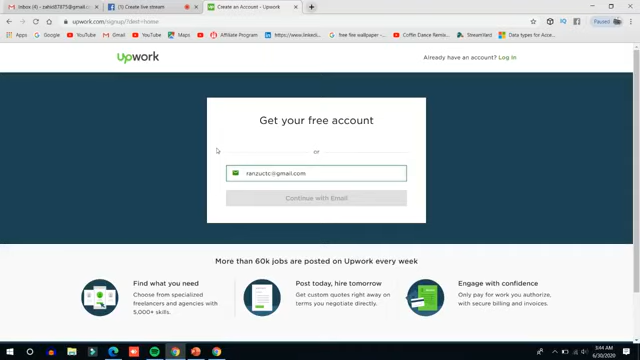 Inbox (4) - zahid87875@gmail.c
(1) Create live stream
Create an Account - Upwork
upwork.com/signup/?dest=home
Paused
Apps
Google
YouTube
Gmail
YouTube
Maps
Affiliate Program
https://www.linkedi...
free fire wallpaper -...
Coffin Dance Remix...
StreamYard
Data types for Acce...
upwork
Already have an account? Log in
Get your free account
or
ranzuctc@gmail.com
Continue with Email
More than 60k jobs are posted on Upwork every week
Find what you need
Choose from specialized
freelancers and agencies with
5,000+ skills.
Post today, hire tomorrow
Get custom quotes right away on
terms you negotiate directly.
Engage with confidence
Only pay for work you authorize,
with secure billing and invoices.
9:44 AM
6/30/2020